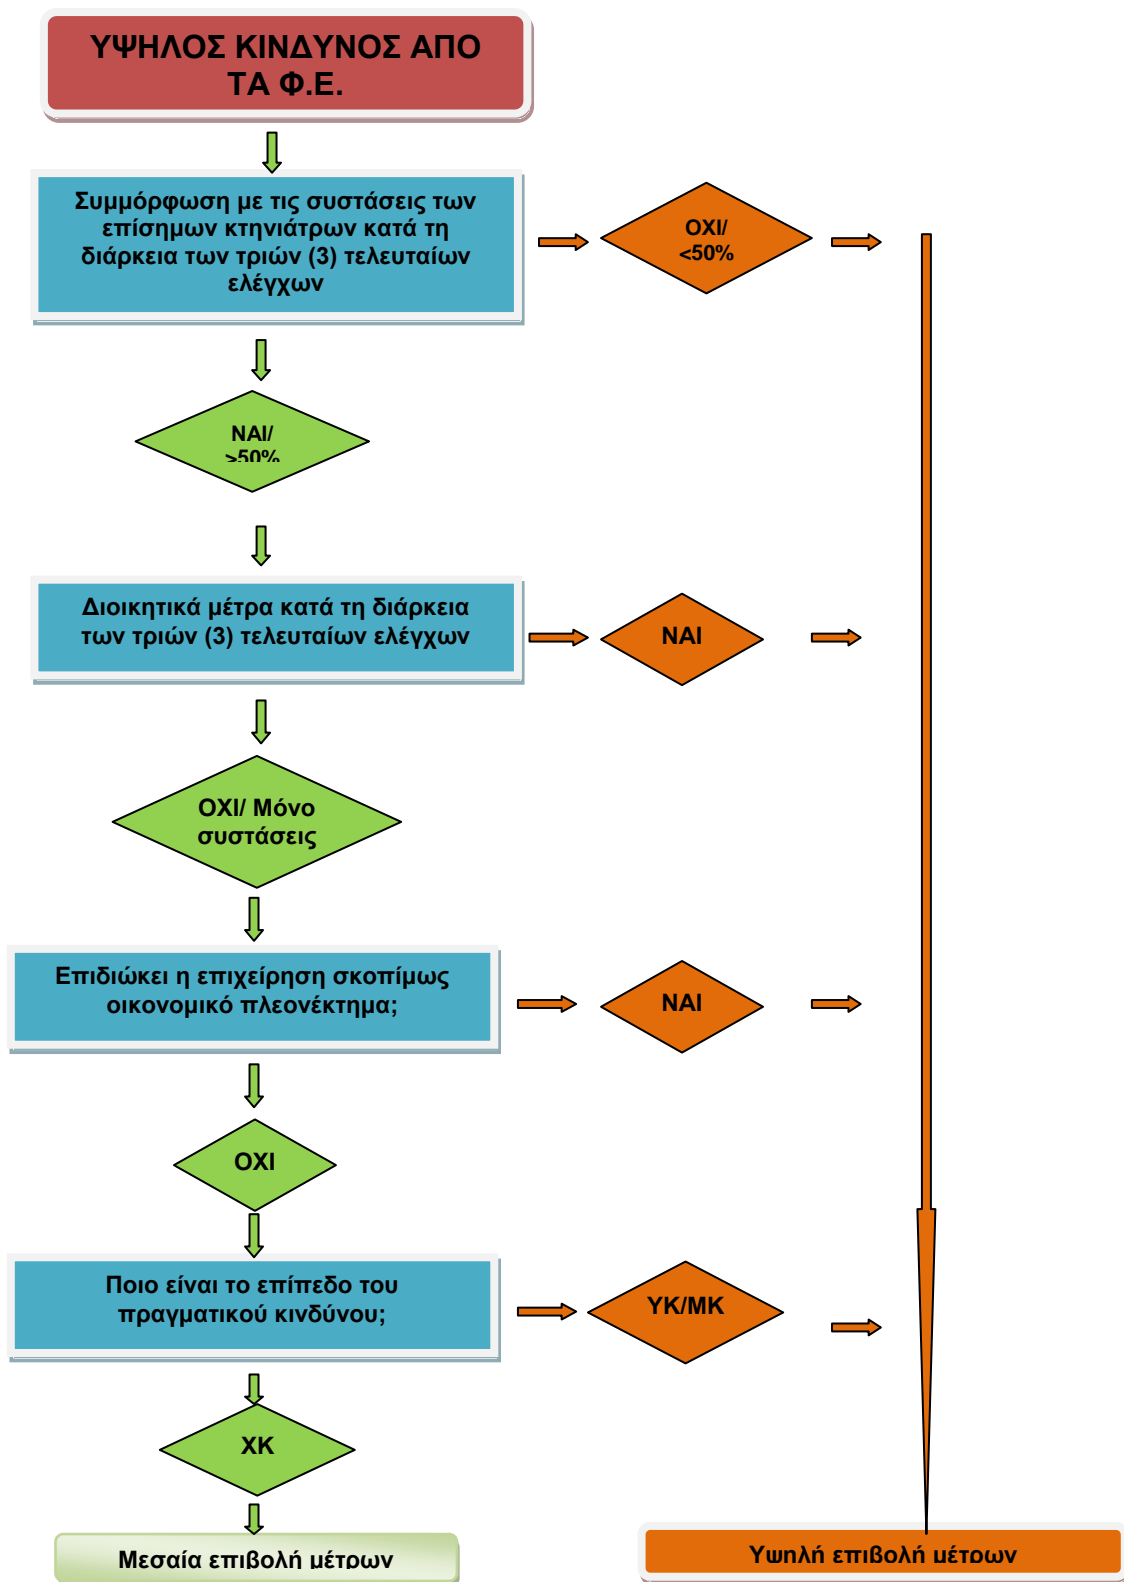 ΥΨΗΛΟΣ ΚΙΝΔΥΝΟΣ ΑΠΟ
ΤΑ Φ.Ε.
Συμμόρφωση με τις συστάσεις των
επίσημων κτηνιάτρων κατά τη
διάρκεια των τριών (3) τελευταίων
ελέγχων
ΟΧΙ/
<50%
ΝΑΙ/
>50%
Διοικητικά μέτρα κατά τη διάρκεια
των τριών (3) τελευταίων ελέγχων
ΝΑΙ
ΟΧΙ/ Μόνο
συστάσεις
Επιδιώκει η επιχείρηση σκοπίμως
οικονομικό πλεονέκτημα;
ΝΑΙ
ΟΧΙ
Ποιο είναι το επίπεδο του
πραγματικού κινδύνου;
ΥΚ/ΜΚ
ΧΚ
Μεσαία επιβολή μέτρων
Υψηλή επιβολή μέτρων